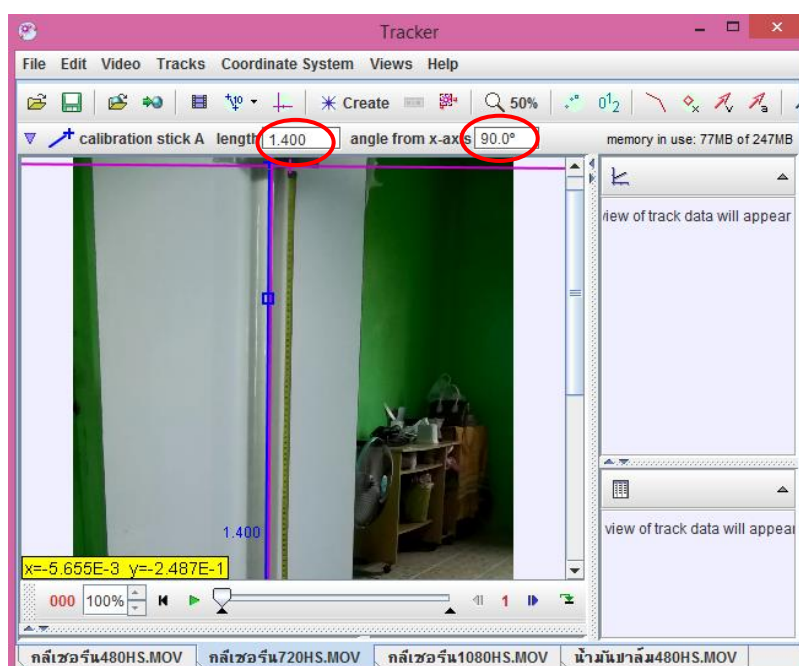 Tracker
File Edit Video Tracks Coordinate System Views Help
Create 50%
calibration stick A length 1.400 angle from x-axis 90.0° memory in use: 77MB of 247MB
view of track data will appear
1.400
view of track data will appear
x=-5.655E-3 y=-2.487E-1
000 100% 1
กลีเซอรีน480HS.MOV กลีเซอรีน720HS.MOV กลีเซอรีน1080HS.MOV น้ำมันปาล์ม480HS.MOV